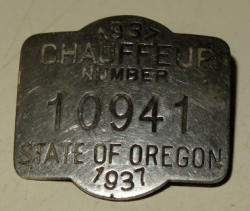 1937
CHAUFFEUR
NUMBER
10941
STATE OF OREGON
1937